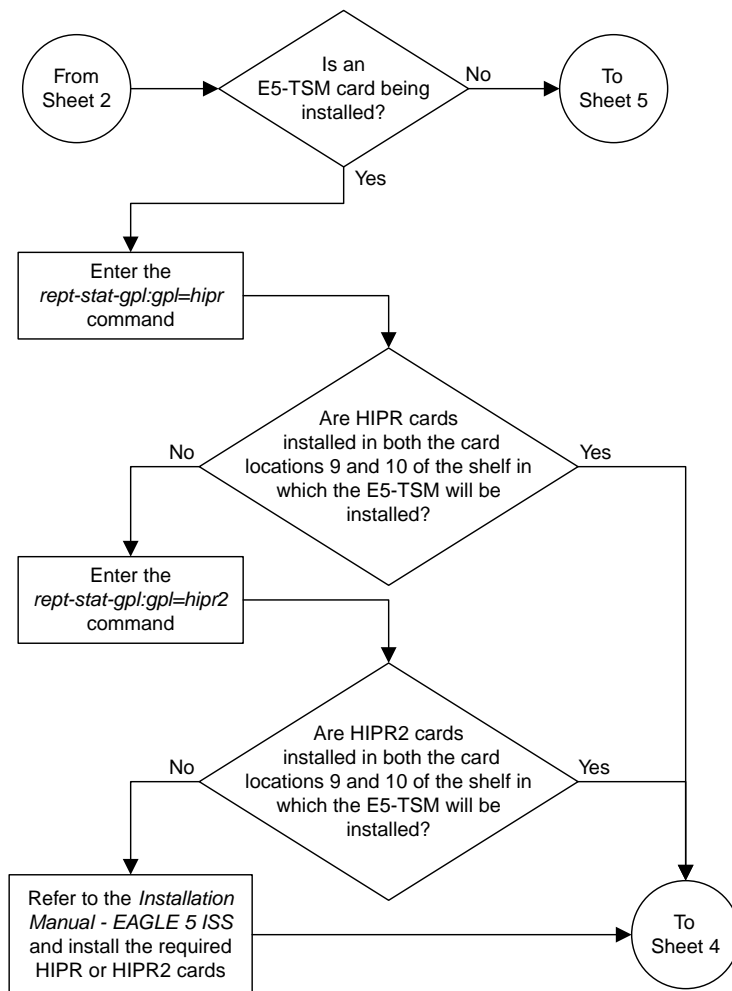 From
Sheet 2
Is an
E5-TSM card being
installed?
No
To
Sheet 5
Yes
Enter the
rept-stat-gpl:gpl=hipr
command
Are HIPR cards
installed in both the card
locations 9 and 10 of the shelf in
which the E5-TSM will be
installed?
No
Yes
Enter the
rept-stat-gpl:gpl=hipr2
command
Are HIPR2 cards
installed in both the card
locations 9 and 10 of the shelf in
which the E5-TSM will be
installed?
No
Yes
Refer to the Installation
Manual - EAGLE 5 ISS
and install the required
HIPR or HIPR2 cards
To
Sheet 4